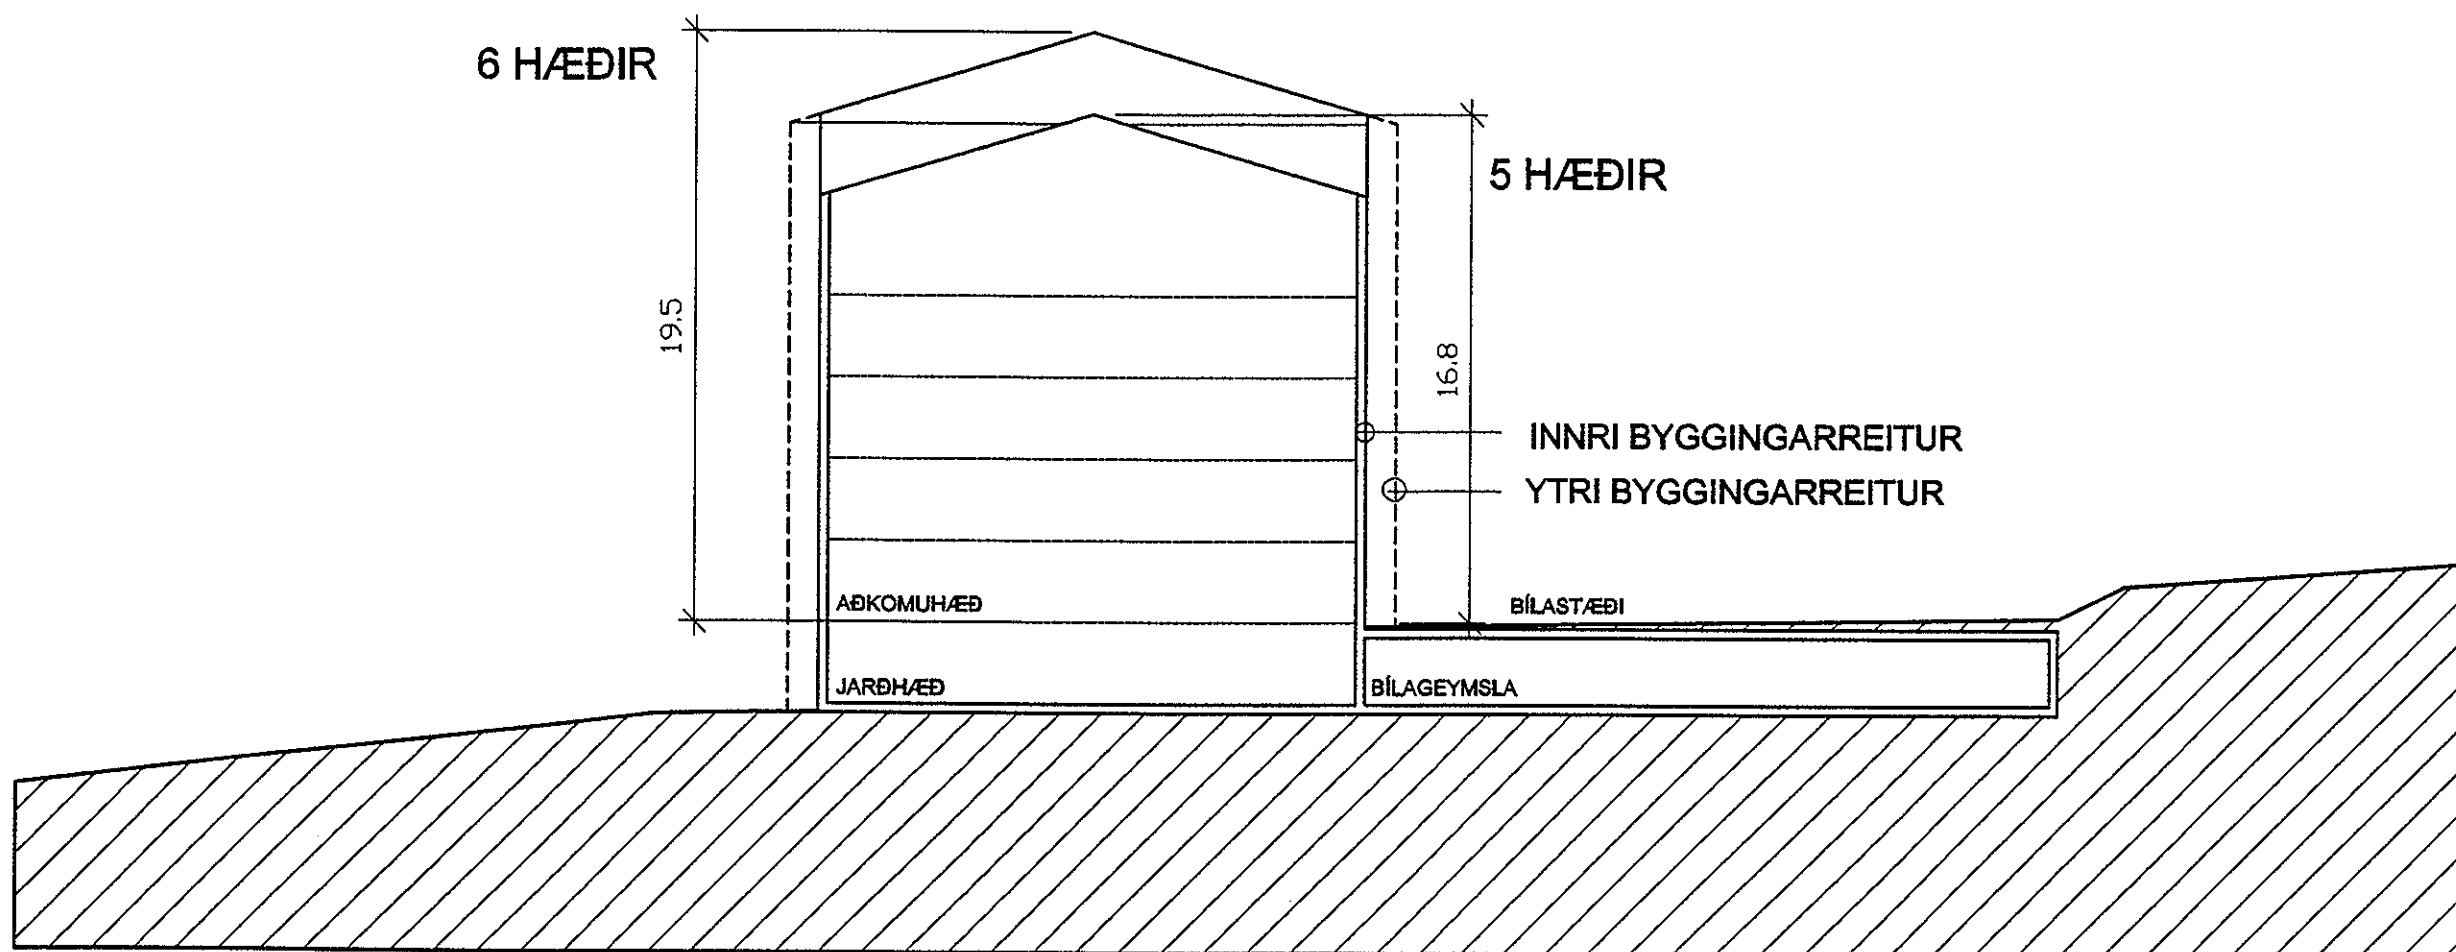 6 HÆÐIR
5 HÆÐIR
19.5
16.8
INNRI BYGGINGARREITUR
YTRI BYGGINGARREITUR
AÐKOMUHÆÐ
BÍLASTÆÐI
JARÐHÆÐ
BÍLAGEYMSLA